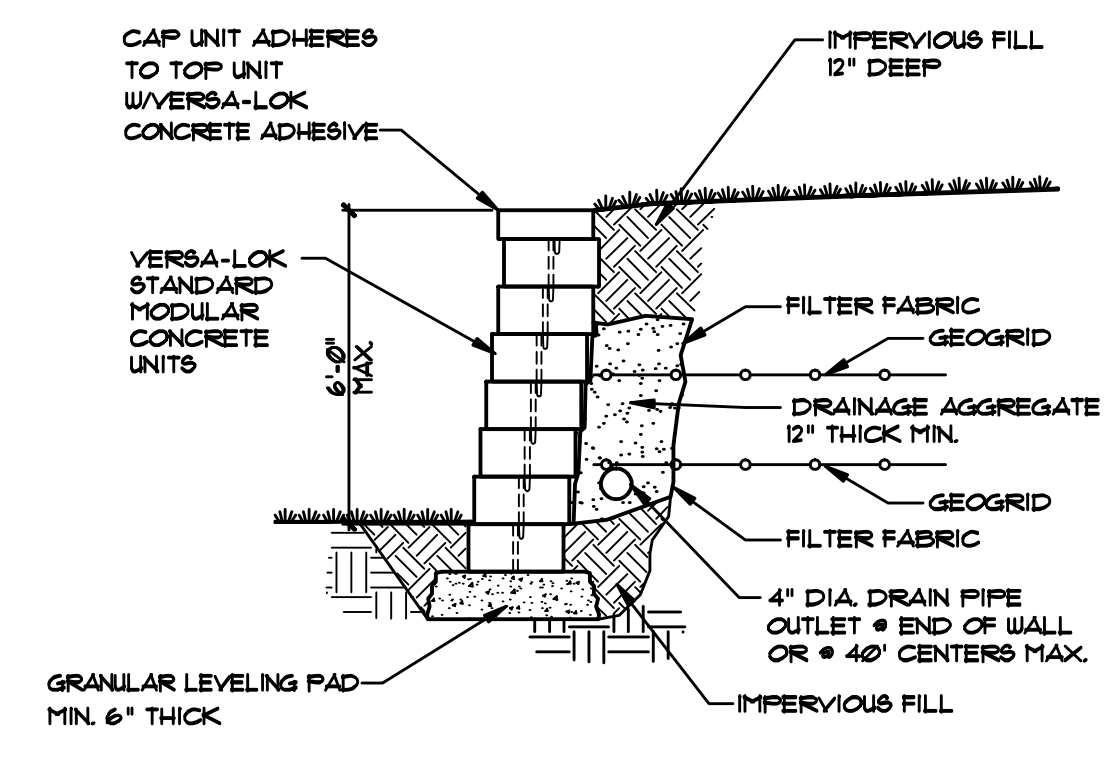 CAP UNIT ADHERES
TO TOP UNIT
W/VERSA-LOK
CONCRETE ADHESIVE
IMPERVIOUS FILL
12" DEEP
VERSA-LOK
STANDARD
MODULAR
CONCRETE
UNITS
6'-0"
MAX.
FILTER FABRIC
GEOGRID
DRAINAGE AGGREGATE
12" THICK MIN.
GEOGRID
FILTER FABRIC
4" DIA. DRAIN PIPE
OUTLET @ END OF WALL
OR @ 40' CENTERS MAX.
GRANULAR LEVELING PAD
MIN. 6" THICK
IMPERVIOUS FILL